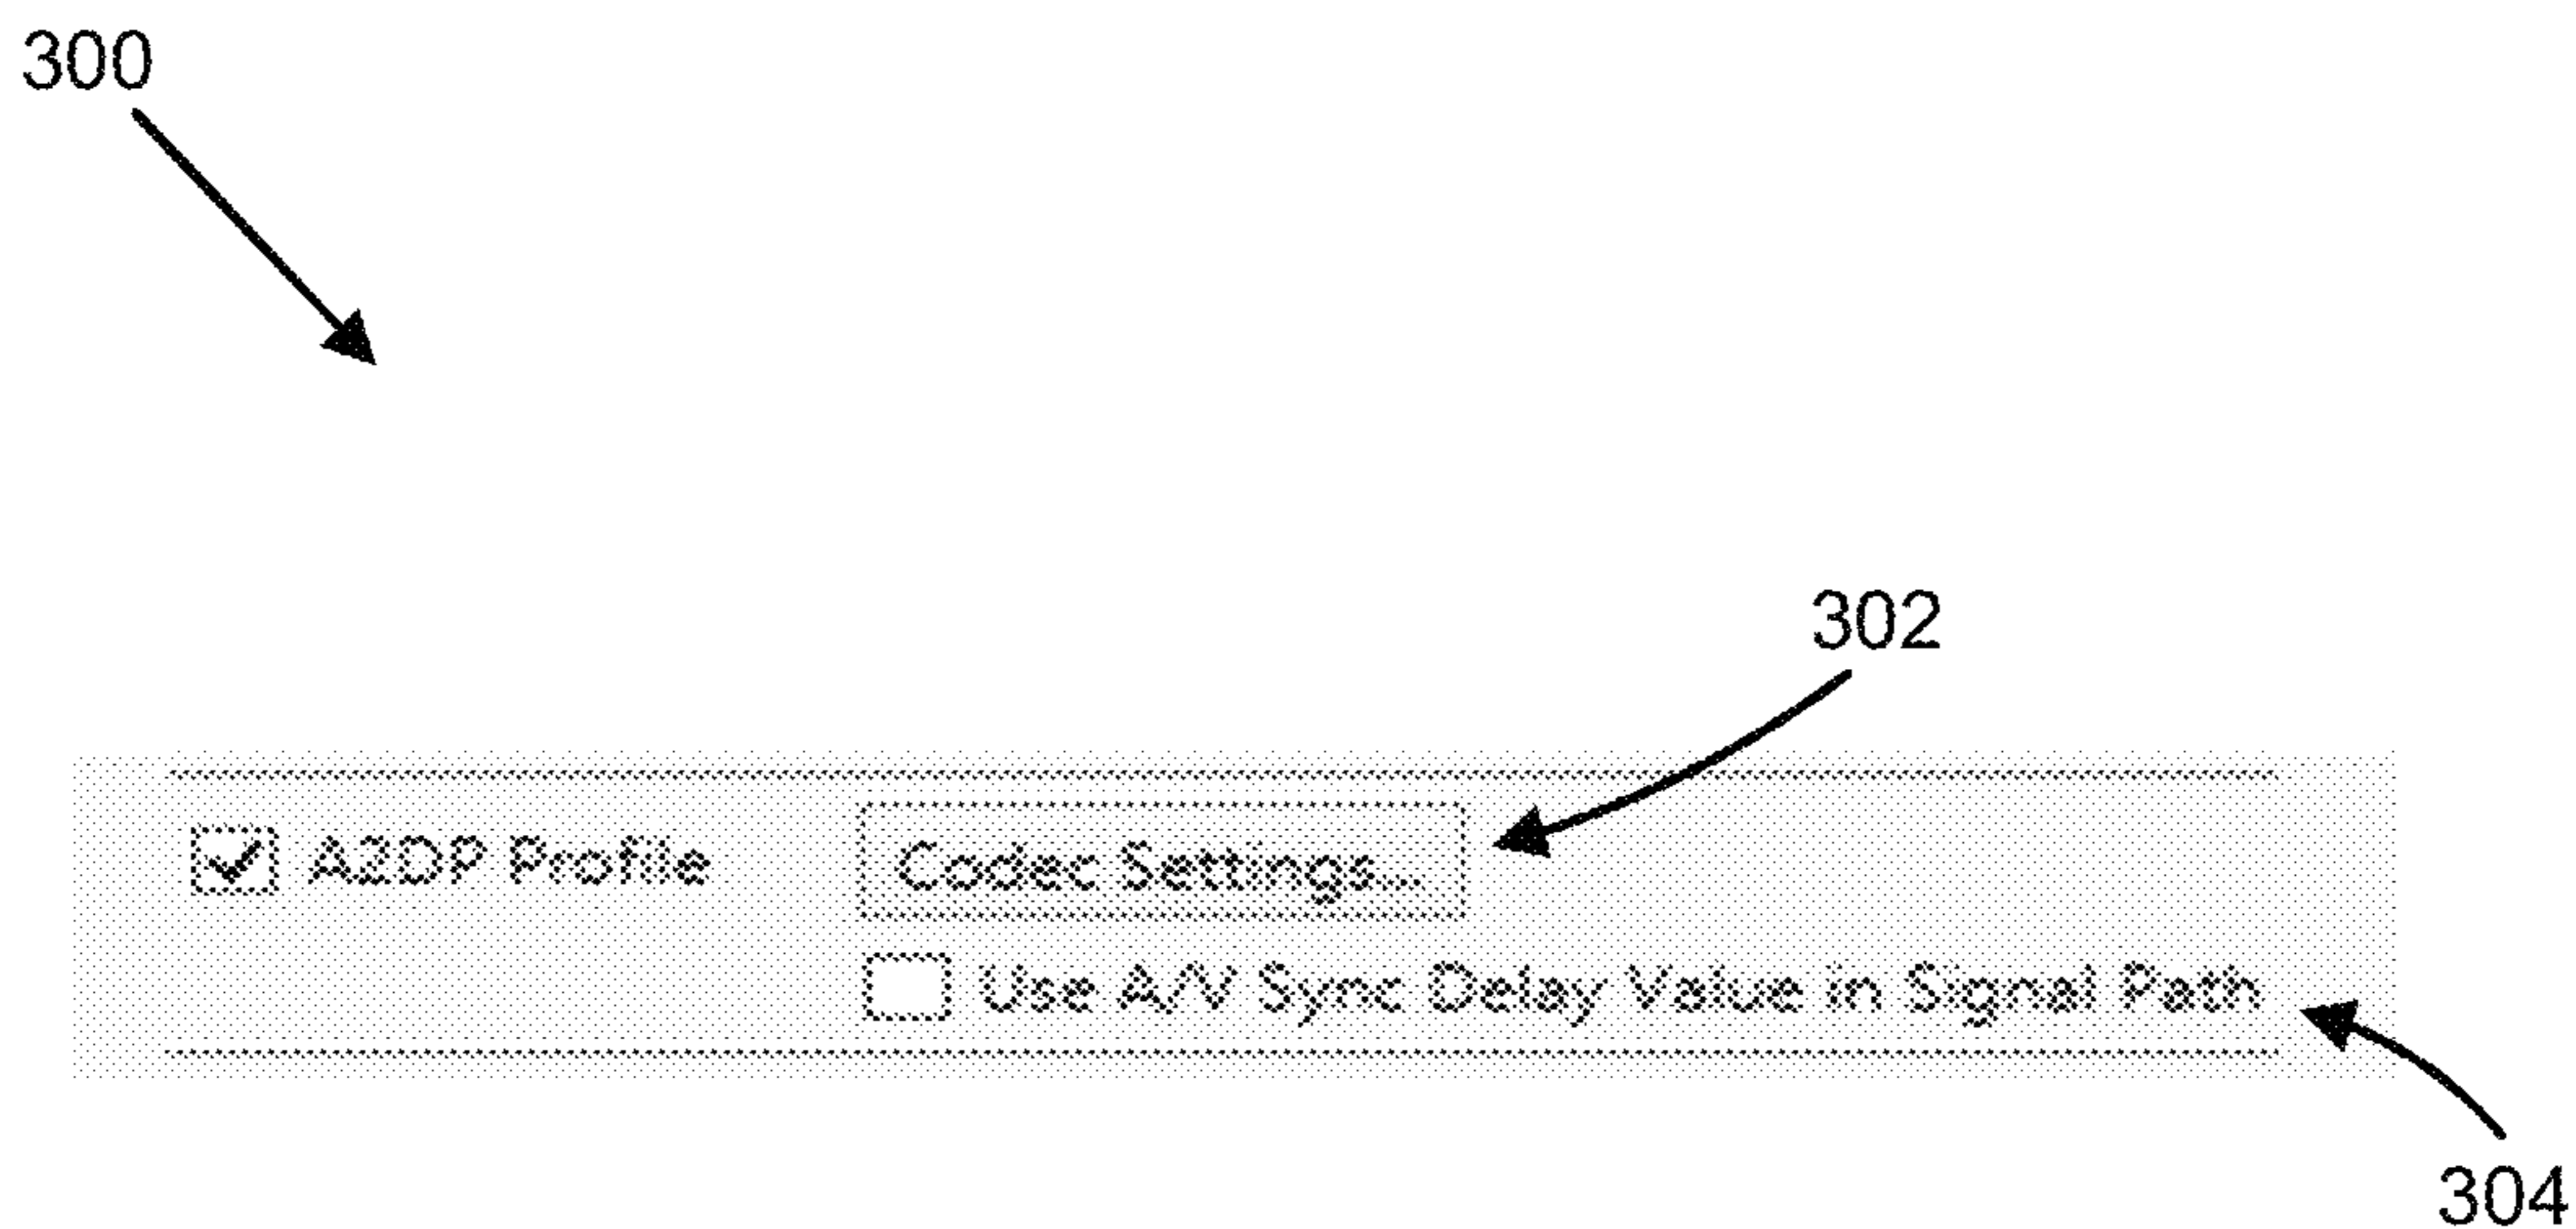 300
302
A2DP Profile Codec Settings...
Use A/V Sync Delay Value in Signal Path
304